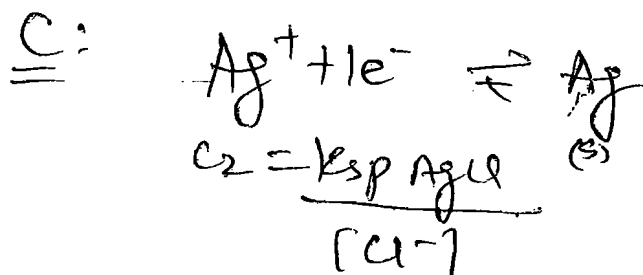 C:
Ag⁺ + 1e⁻ ⇌ Ag
(s)
C₂ = Ksp AgCl
[Cl⁻]